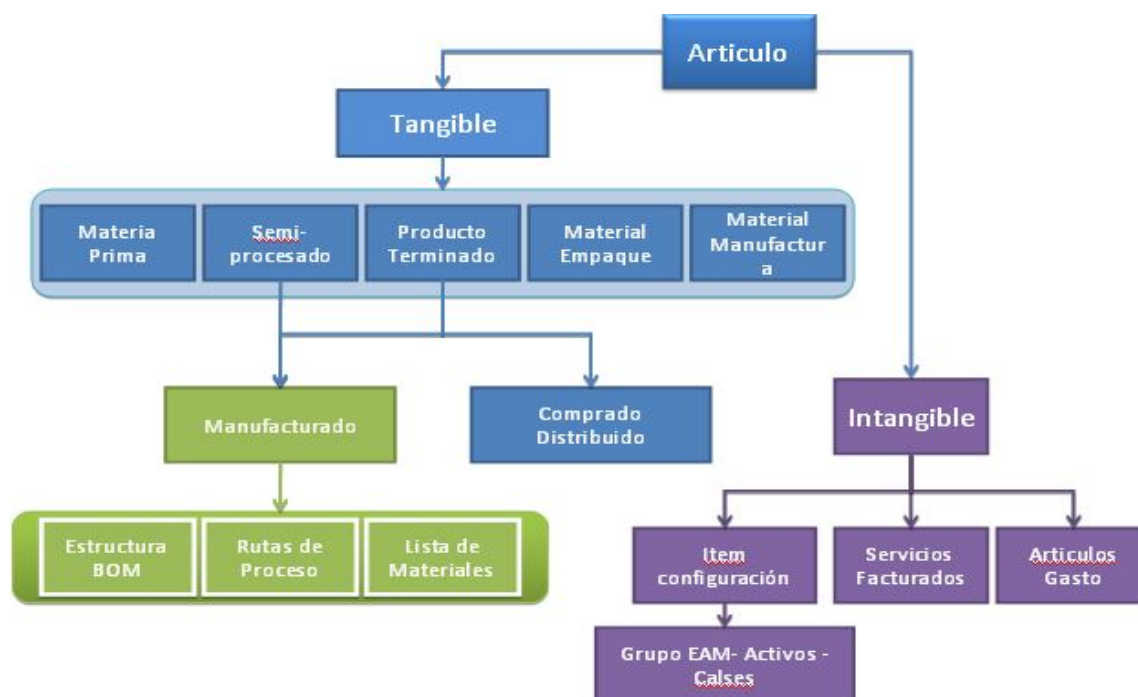 Articulo
Tangible
Materia
Prima
Semi-
procesado
Producto
Terminado
Material
Empaque
Material
Manufactur
a
Manufacturado
Comprado
Distribuido
Intangible
Estructura
BOM
Rutas de
Proceso
Lista de
Materiales
Item
configuración
Servicios
Facturados
Articulos
Gasto
Grupo EAM- Activos -
Calses